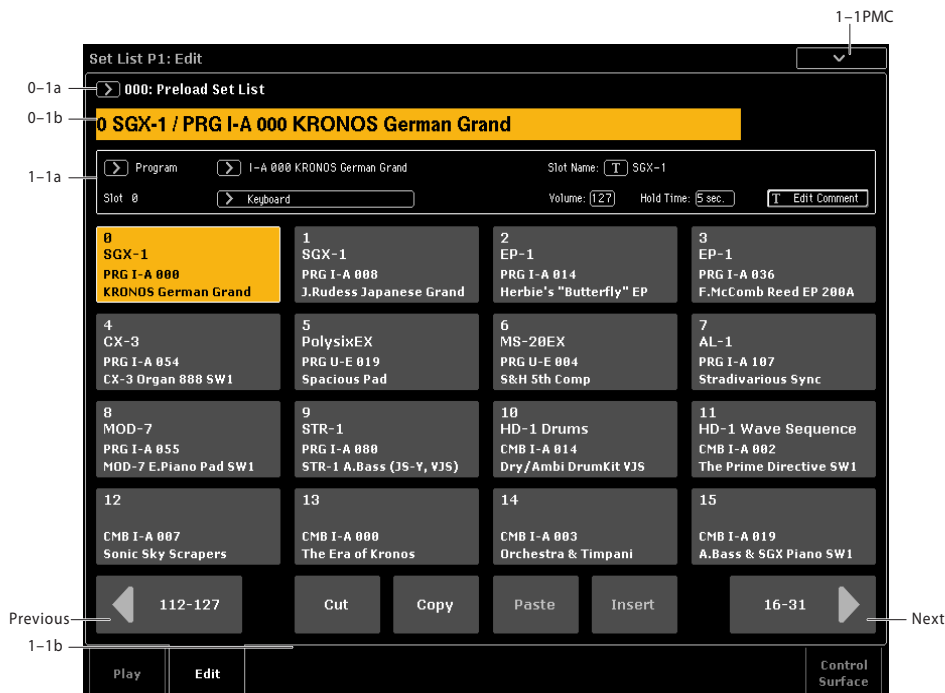 1–1PMC
Set List P1: Edit
0–1a
000: Preload Set List
0–1b
0 SGX-1 / PRG I-A 000 KRONOS German Grand
1–1a
Program I-A 000 KRONOS German Grand Slot Name: T SGX-1
Slot 0 Keyboard Volume: 127 Hold Time: 5 sec. T Edit Comment
0 1 2 3
SGX-1 SGX-1 EP-1 EP-1
PRG I-A 000 PRG I-A 008 PRG I-A 014 PRG I-A 036
KRONOS German Grand J.Rudess Japanese Grand Herbie's "Butterfly" EP F.McComb Reed EP 200A
4 5 6 7
CX-3 PolysixEX MS-20EX AL-1
PRG I-A 054 PRG U-E 019 PRG U-E 004 PRG I-A 107
CX-3 Organ 888 SW1 Spacious Pad S&H 5th Comp Stradivarious Sync
8 9 10 11
MOD-7 STR-1 HD-1 Drums HD-1 Wave Sequence
PRG I-A 055 PRG I-A 080 CMB I-A 014 CMB I-A 002
MOD-7 E.Piano Pad SW1 STR-1 A.Bass (JS-Y, VJS) Dry/Ambi DrumKit VJS The Prime Directive SW1
12 13 14 15
CMB I-A 007 CMB I-A 000 CMB I-A 003 CMB I-A 019
Sonic Sky Scrapers The Era of Kronos Orchestra & Timpani A.Bass & SGX Piano SW1
112-127 Cut Copy Paste Insert 16-31
Previous Next
1–1b
Play Edit Control
Surface